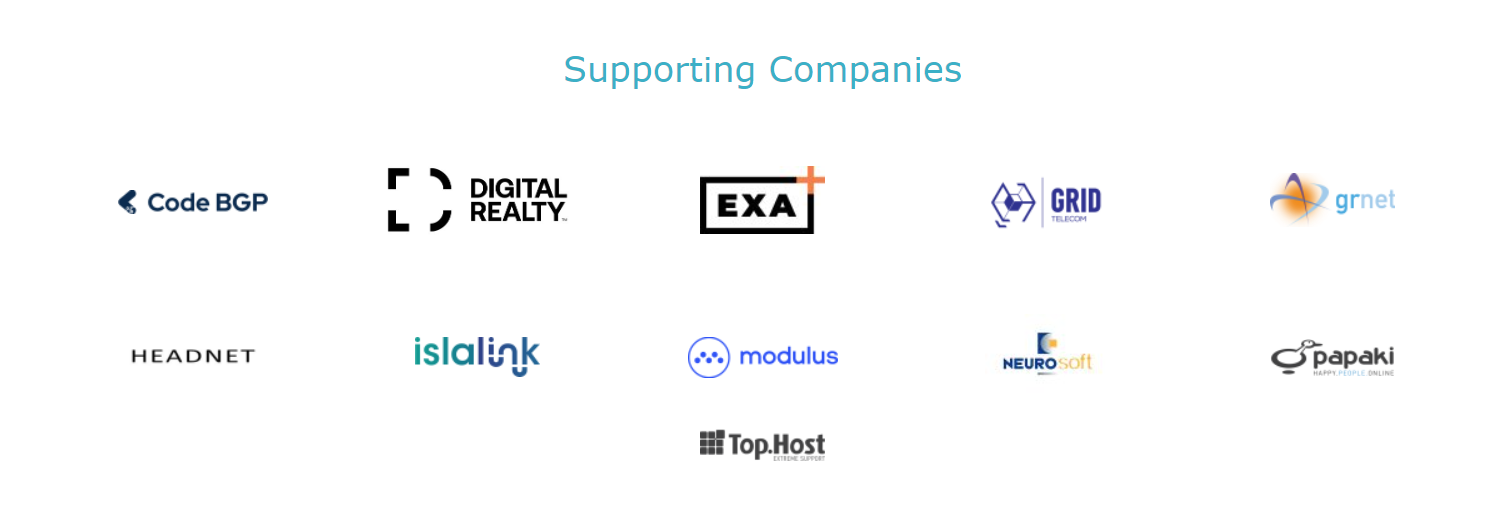 Supporting Companies
Code BGP
DIGITAL
REALTY™
EXA
GRID
TELECOM
grnet
HEADNET
islalink
modulus
NEUROSOFT
papaki
HAPPY.PEOPLE.ONLINE
Top.Host
EXTREME SUPPORT